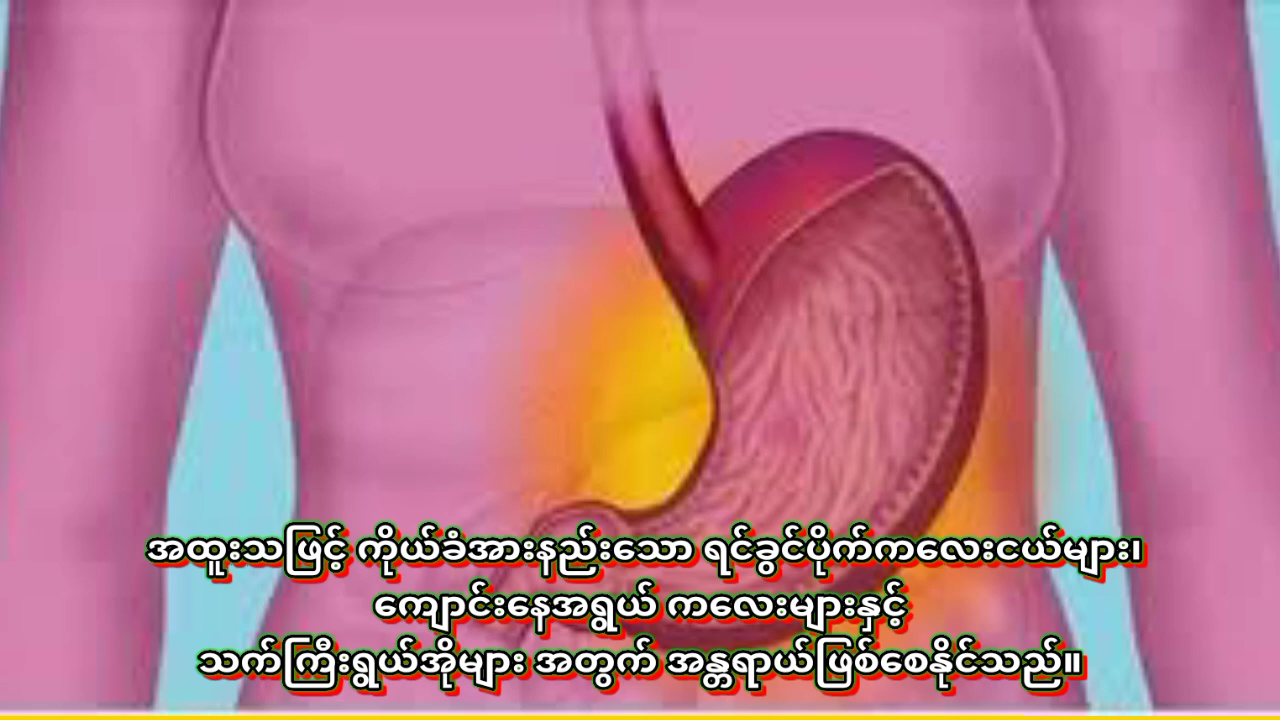 အထူးသဖြင့် ကိုယ်ခံအားနည်းသော ရင်ခွင်ပိုက်ကလေးငယ်များ၊
ကျောင်းနေအရွယ် ကလေးများနှင့်
သက်ကြီးရွယ်အိုများ အတွက် အန္တရာယ်ဖြစ်စေနိုင်သည်။